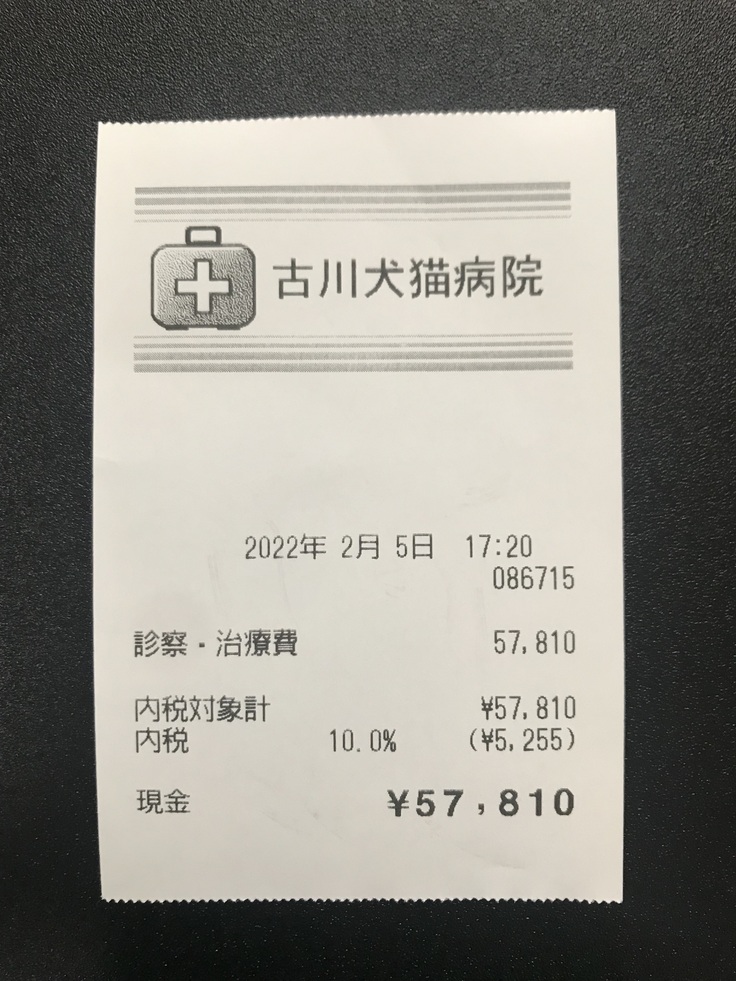 古川犬猫病院
2022年 2月 5日 17:20
086715
診察・治療費 57,810
内税対象計 ¥57,810
内税 10.0% (¥5,255)
現金 ¥57,810